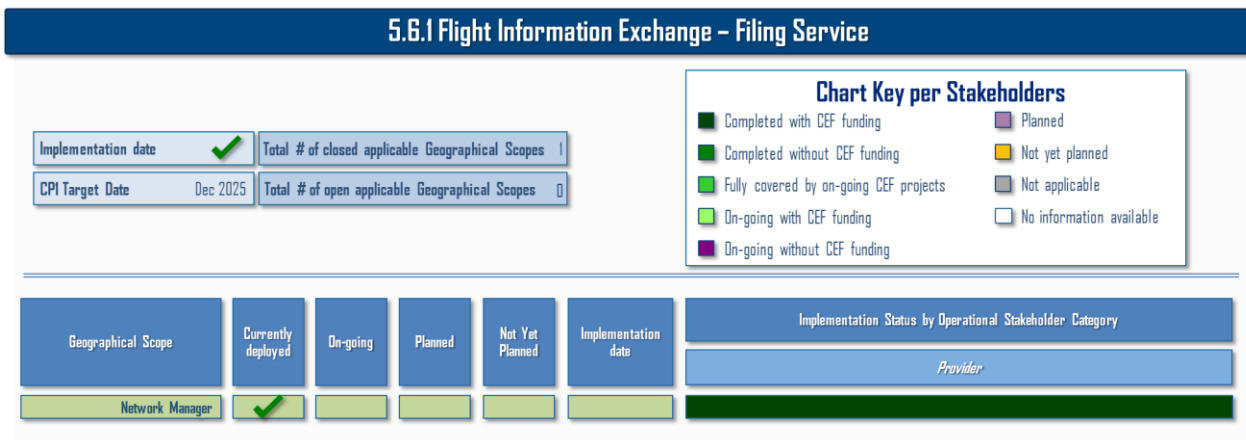 5.6.1 Flight Information Exchange – Filing Service
Chart Key per Stakeholders
Completed with CEF funding
Planned
Completed without CEF funding
Not yet planned
Fully covered by on-going CEF projects
Not applicable
On-going with CEF funding
No information available
On-going without CEF funding
Implementation date
Total # of closed applicable Geographical Scopes 1
CPI Target Date Dec 2025
Total # of open applicable Geographical Scopes 0
Geographical Scope
Currently
deployed
On-going
Planned
Not Yet
Planned
Implementation
date
Implementation Status by Operational Stakeholder Category
Provider
Network Manager